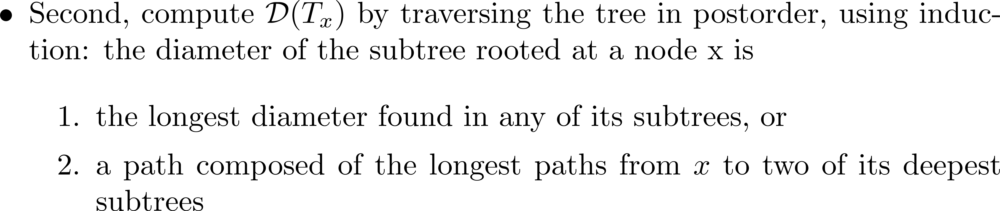 • Second, compute $\mathcal{D}(T_x)$ by traversing the tree in postorder, using induc-
tion: the diameter of the subtree rooted at a node x is
1. the longest diameter found in any of its subtrees, or
2. a path composed of the longest paths from $x$ to two of its deepest
subtrees